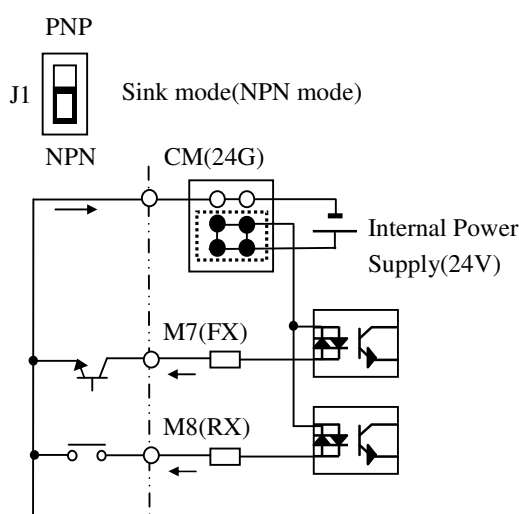 PNP
J1
Sink mode(NPN mode)
NPN
CM(24G)
Internal Power
Supply(24V)
M7(FX)
M8(RX)